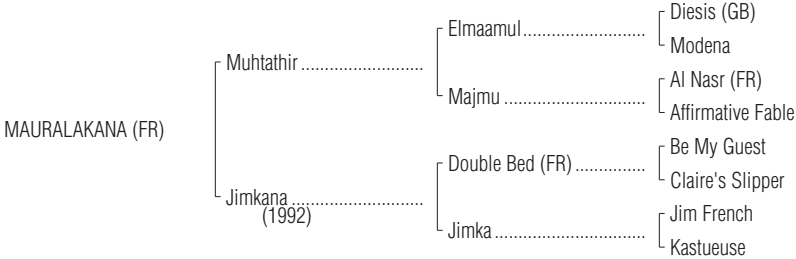 Diesis (GB)
Elmaamul..........................
Modena
Muhtathir ..........................
Al Nasr (FR)
Majmu ..............................
Affirmative Fable
MAURALAKANA (FR)
Be My Guest
Double Bed (FR) ...............
Claire's Slipper
Jimkana ............................
(1992)
Jim French
Jimka ................................
Kastueuse